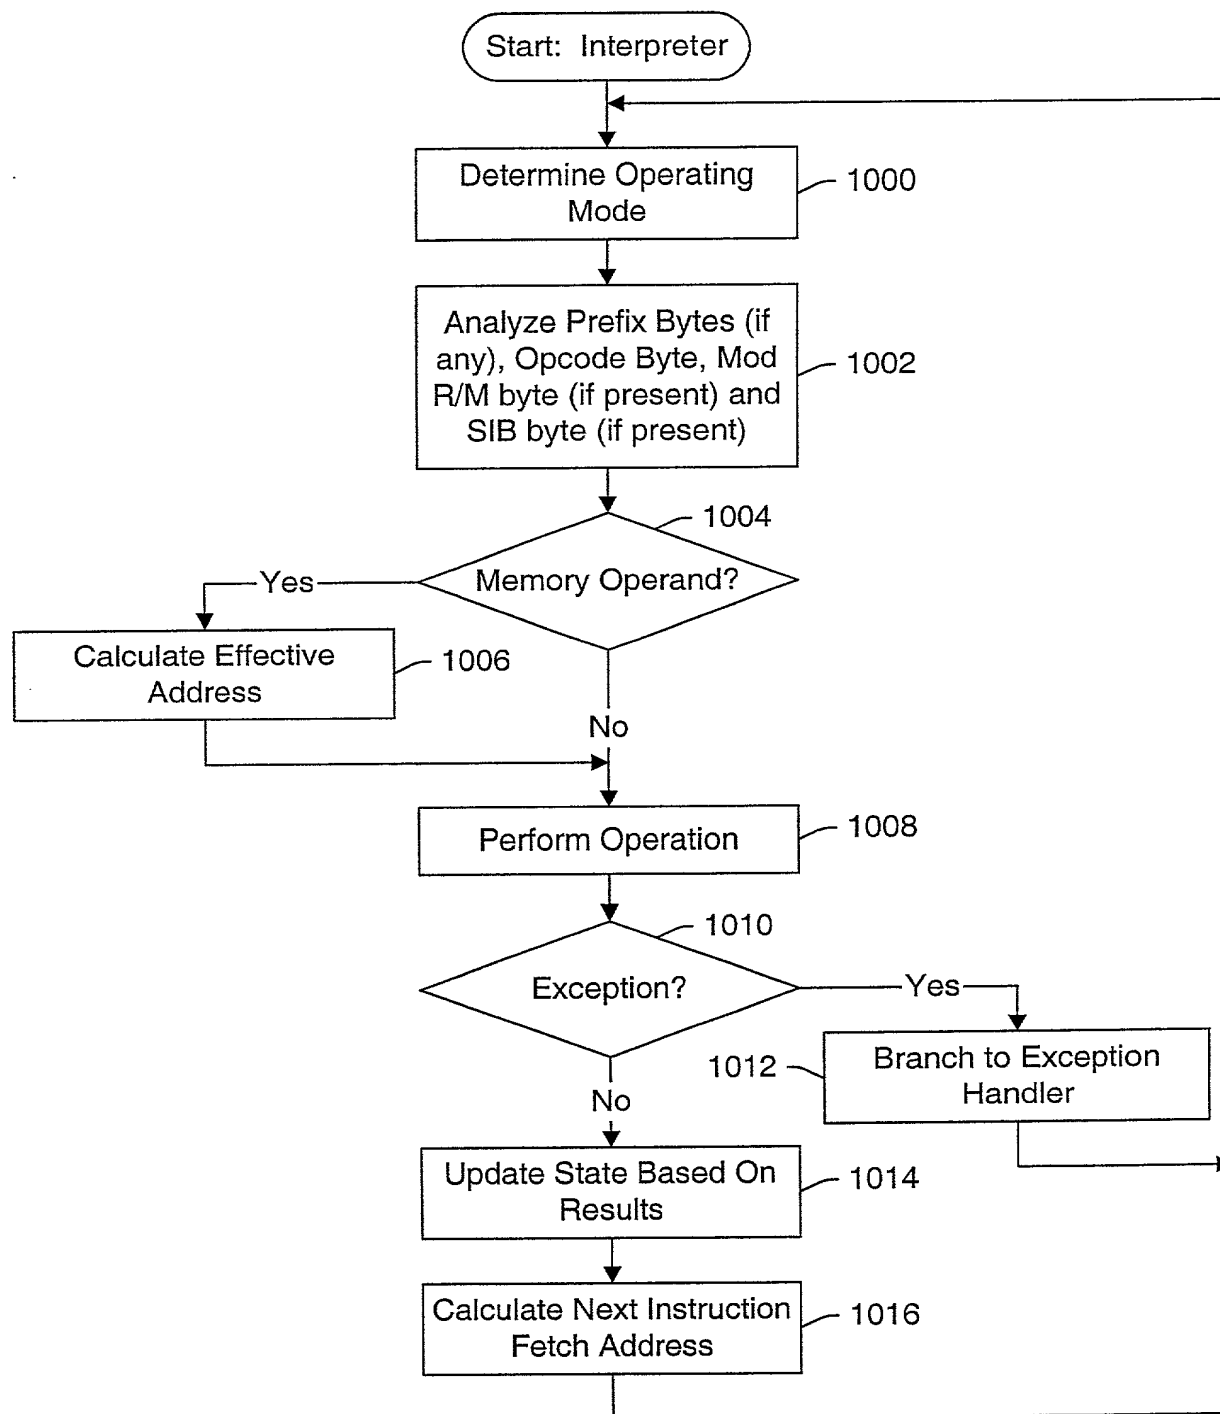 Start: Interpreter
Determine Operating
Mode
1000
Analyze Prefix Bytes (if
any), Opcode Byte, Mod
R/M byte (if present) and
SIB byte (if present)
1002
1004
Memory Operand?
Yes
Calculate Effective
Address
1006
No
Perform Operation
1008
1010
Exception?
Yes
1012
Branch to Exception
Handler
No
Update State Based On
Results
1014
Calculate Next Instruction
Fetch Address
1016